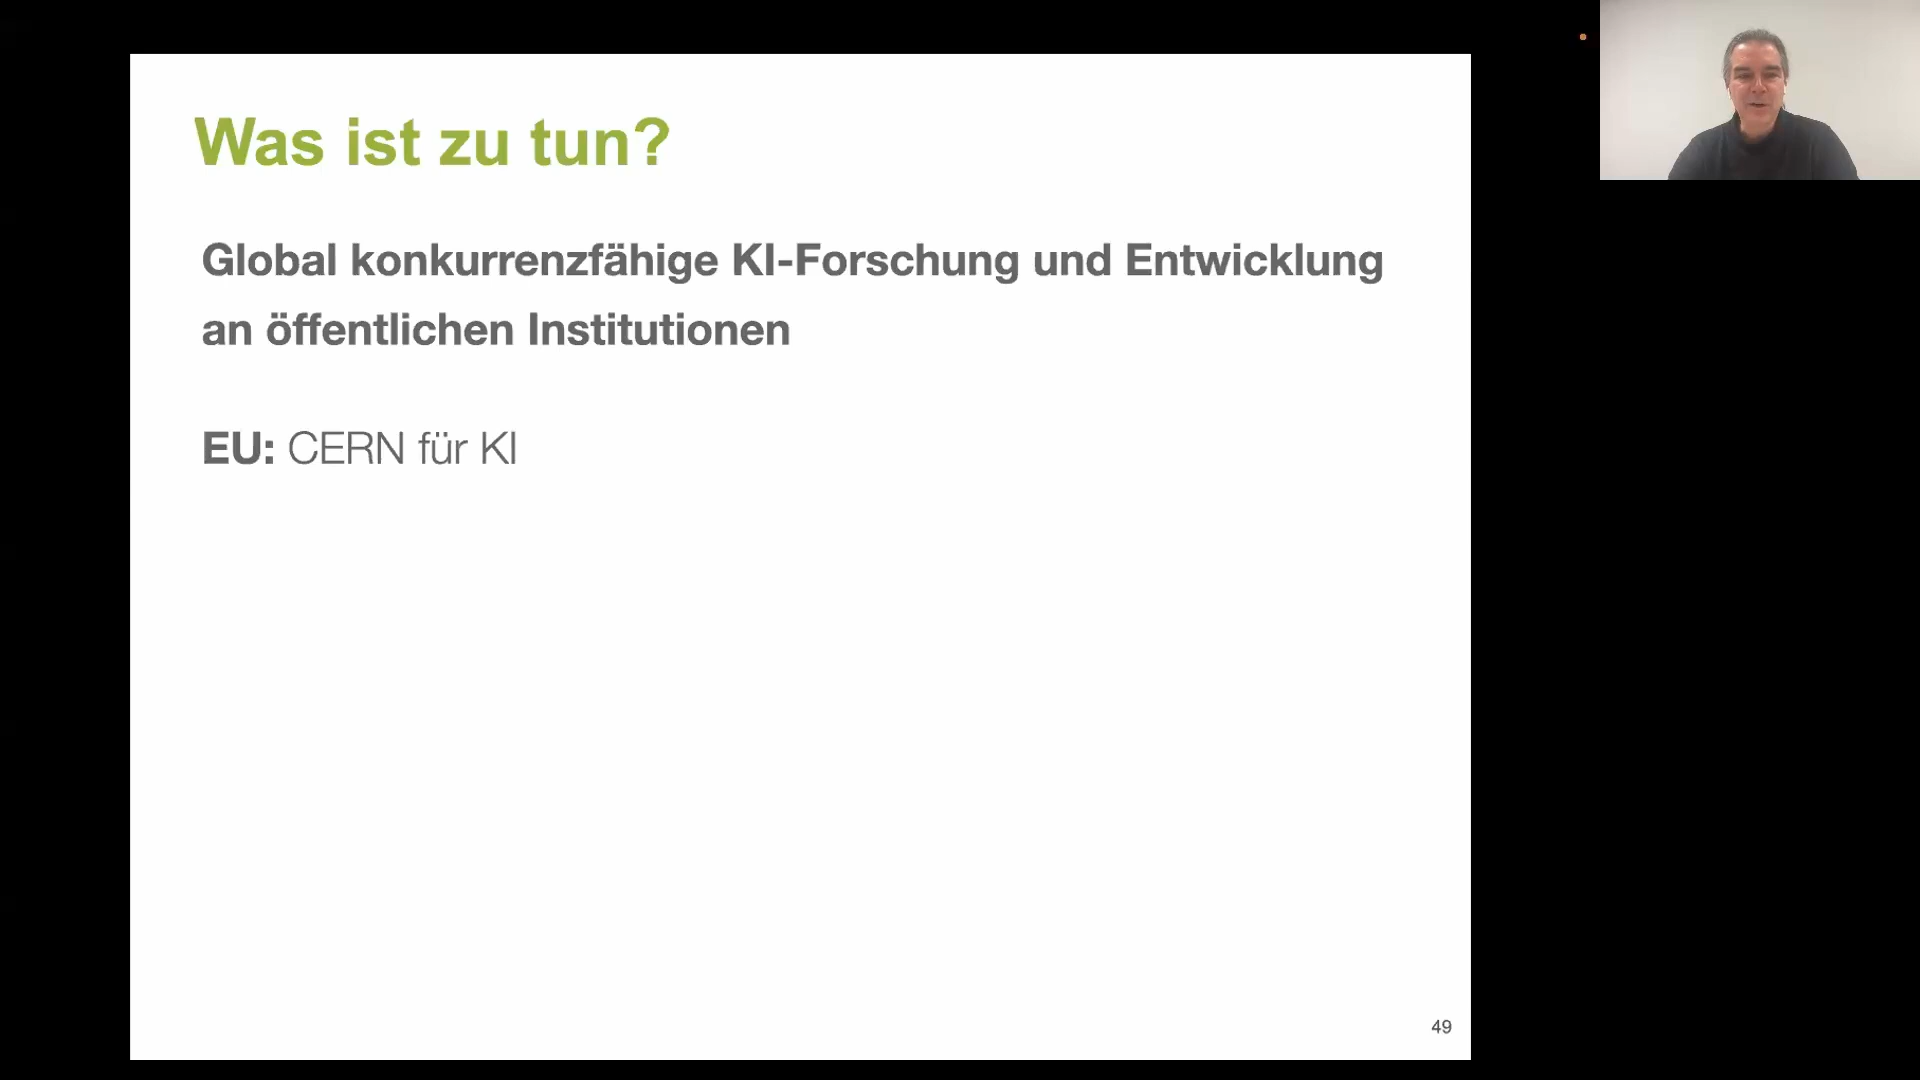 Was ist zu tun?
Global konkurrenzfähige KI-Forschung und Entwicklung
an öffentlichen Institutionen
EU: CERN für KI
49